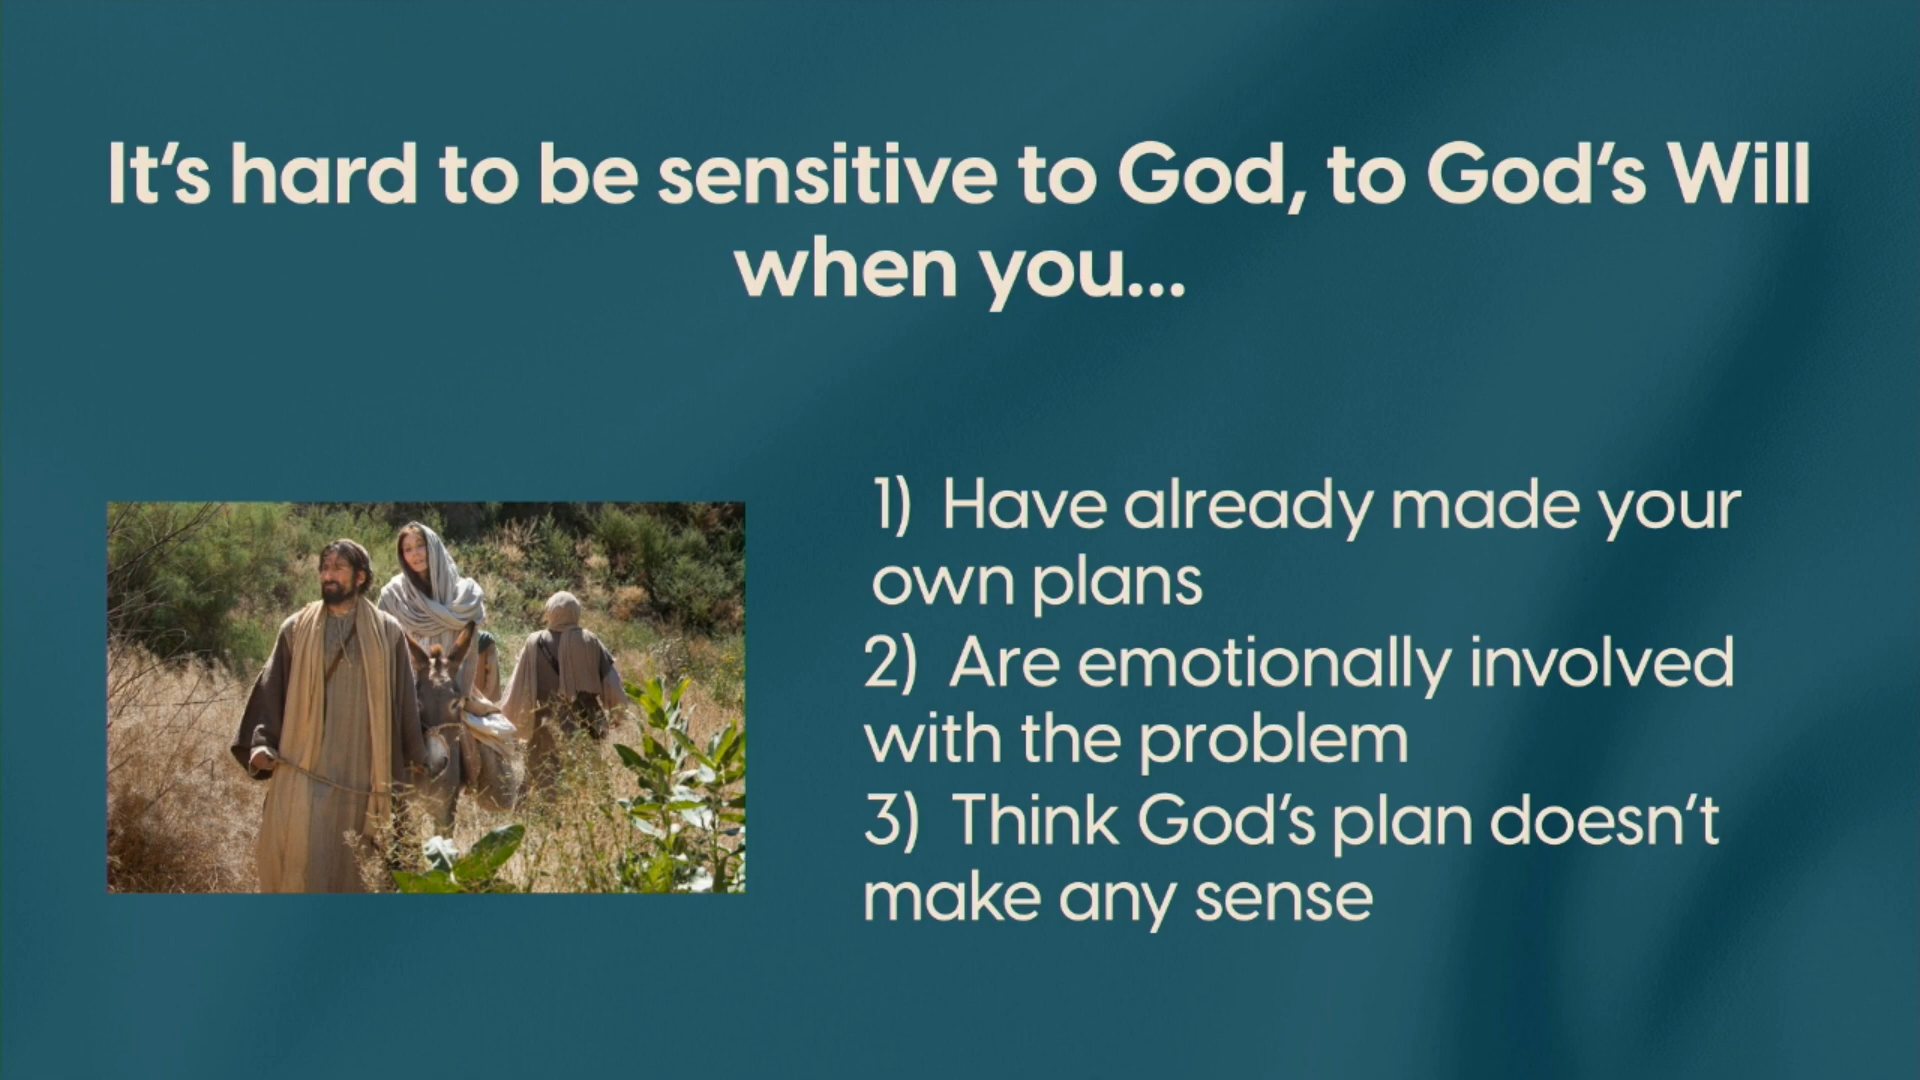 It's hard to be sensitive to God, to God's Will
when you...
1) Have already made your
own plans
2) Are emotionally involved
with the problem
3) Think God's plan doesn't
make any sense